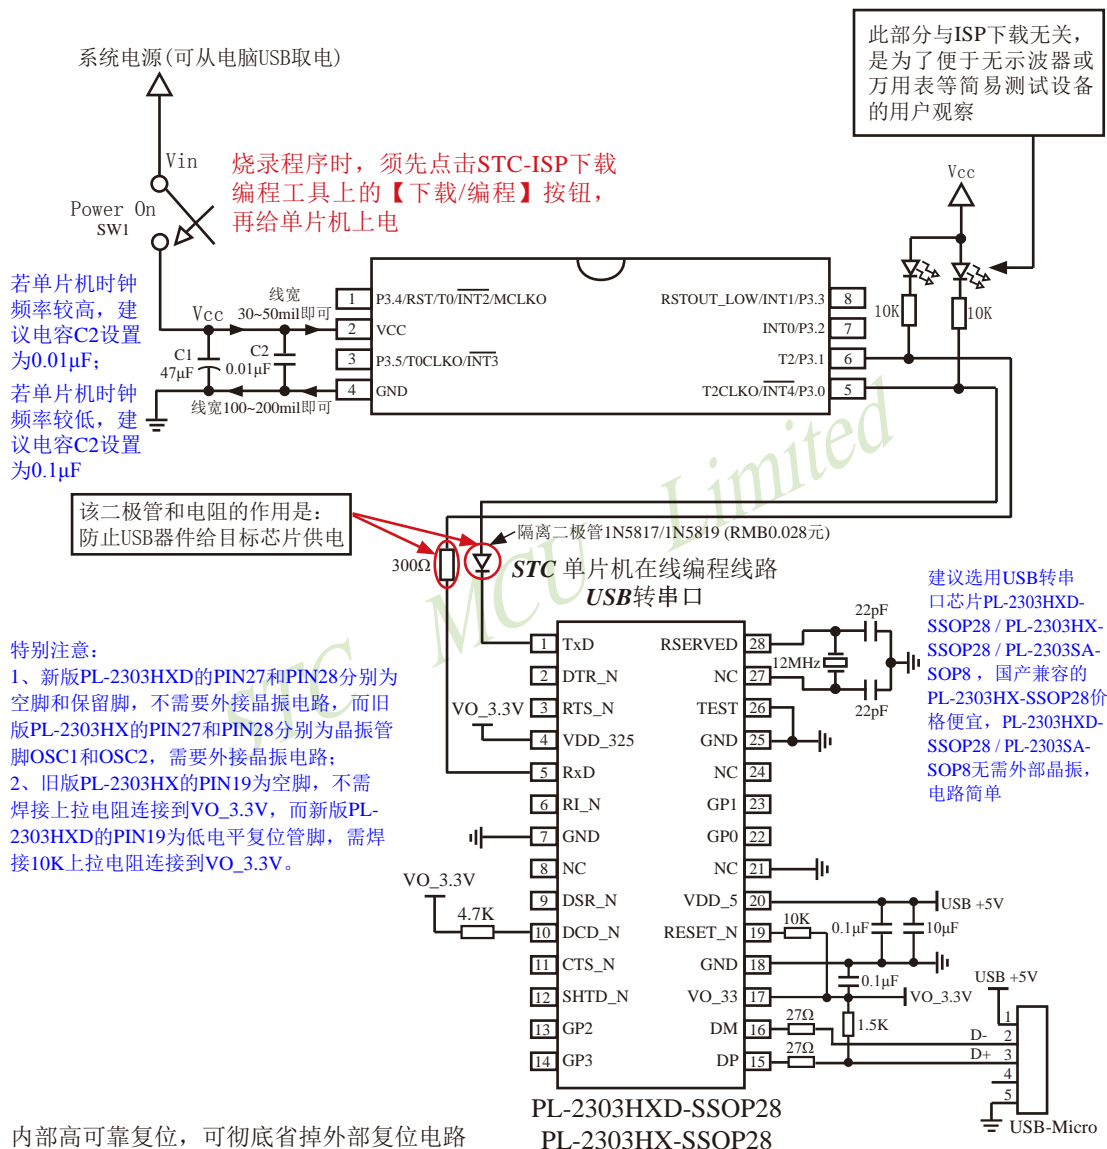 此部分与ISP下载无关，
是为了便于无示波器或
万用表等简易测试设备
的用户观察
系统电源(可从电脑USB取电)
Vin
Power On
SW1
烧录程序时，须先点击STC-ISP下载
编程工具上的【下载/编程】按钮，
再给单片机上电
Vcc
10K
10K
若单片机时钟
频率较高，建
议电容C2设置
为0.01μF；
若单片机时钟
频率较低，建
议电容C2设置
为0.1μF
Vcc
线宽
30~50mil即可
C1
47μF
C2
0.01μF
线宽100~200mil即可
1 P3.4/RST/T0/INT2/MCLKO
2 VCC
3 P3.5/T0CLKO/INT3
4 GND
RSTOUT_LOW/INT1/P3.3 8
INT0/P3.2 7
T2/P3.1 6
T2CLKO/INT4/P3.0 5
该二极管和电阻的作用是：
防止USB器件给目标芯片供电
隔离二极管1N5817/1N5819 (RMB0.028元)
300Ω
STC 单片机在线编程线路
USB转串口
STC MCU Limited
建议选用USB转串
口芯片PL-2303HXD-
SSOP28 / PL-2303HX-
SSOP28 / PL-2303SA-
SOP8 ，国产兼容的
PL-2303HX-SSOP28价
格便宜，PL-2303HXD-
SSOP28 / PL-2303SA-
SOP8无需外部晶振，
电路简单
特别注意：
1、新版PL-2303HXD的PIN27和PIN28分别为
空脚和保留脚，不需要外接晶振电路，而旧
版PL-2303HX的PIN27和PIN28分别为晶振管
脚OSC1和OSC2，需要外接晶振电路；
2、旧版PL-2303HX的PIN19为空脚，不需
焊接上拉电阻连接到VO_3.3V，而新版PL-
2303HXD的PIN19为低电平复位管脚，需焊
接10K上拉电阻连接到VO_3.3V。
1 TxD
2 DTR_N
3 RTS_N
4 VDD_325
5 RxD
6 RI_N
7 GND
8 NC
9 DSR_N
10 DCD_N
11 CTS_N
12 SHTD_N
13 GP2
14 GP3
RSERVED 28
NC 27
TEST 26
GND 25
NC 24
GP1 23
GP0 22
NC 21
VDD_5 20
RESET_N 19
GND 18
VO_33 17
DM 16
DP 15
VO_3.3V
VO_3.3V
4.7K
22pF
12MHz
22pF
USB +5V
10K
0.1μF
10μF
0.1μF
VO_3.3V
USB +5V
27Ω
1.5K
27Ω
D-
D+
1
2
3
4
5
USB-Micro
PL-2303HXD-SSOP28
PL-2303HX-SSOP28
内部高可靠复位，可彻底省掉外部复位电路